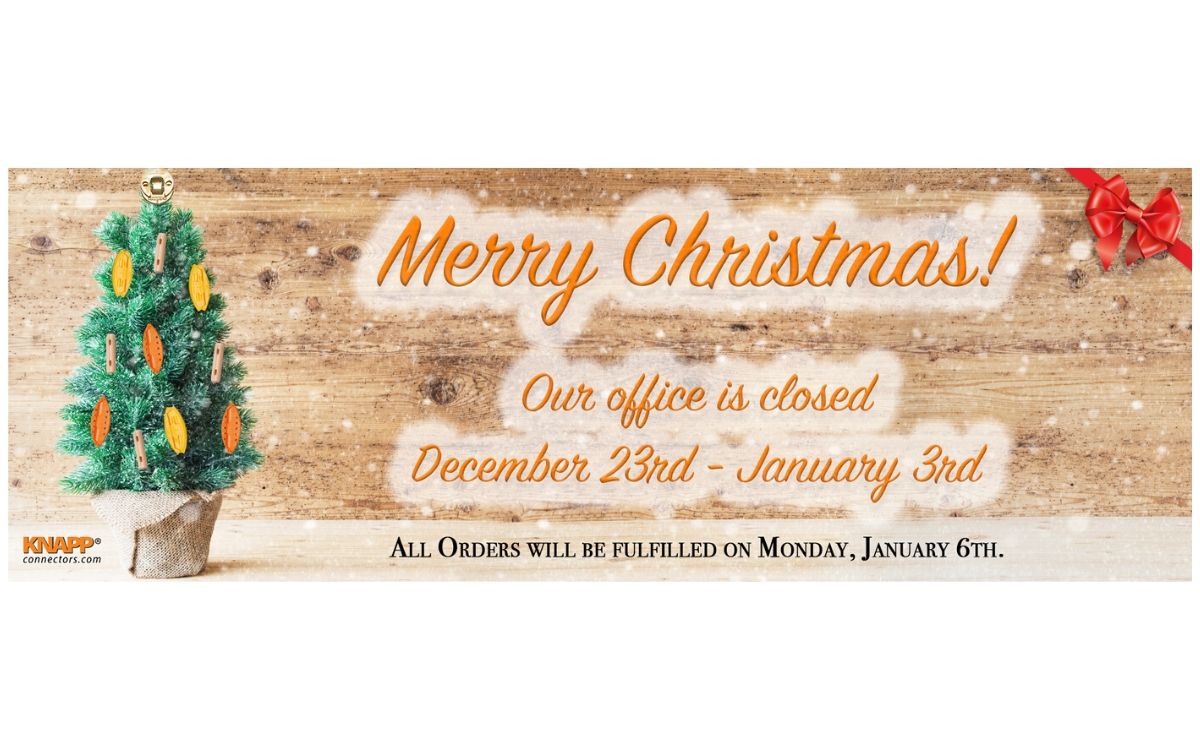 Merry Christmas!
Our office is closed
December 23rd - January 3rd
KNAPP®
connectors.com
All Orders will be fulfilled on Monday, January 6th.